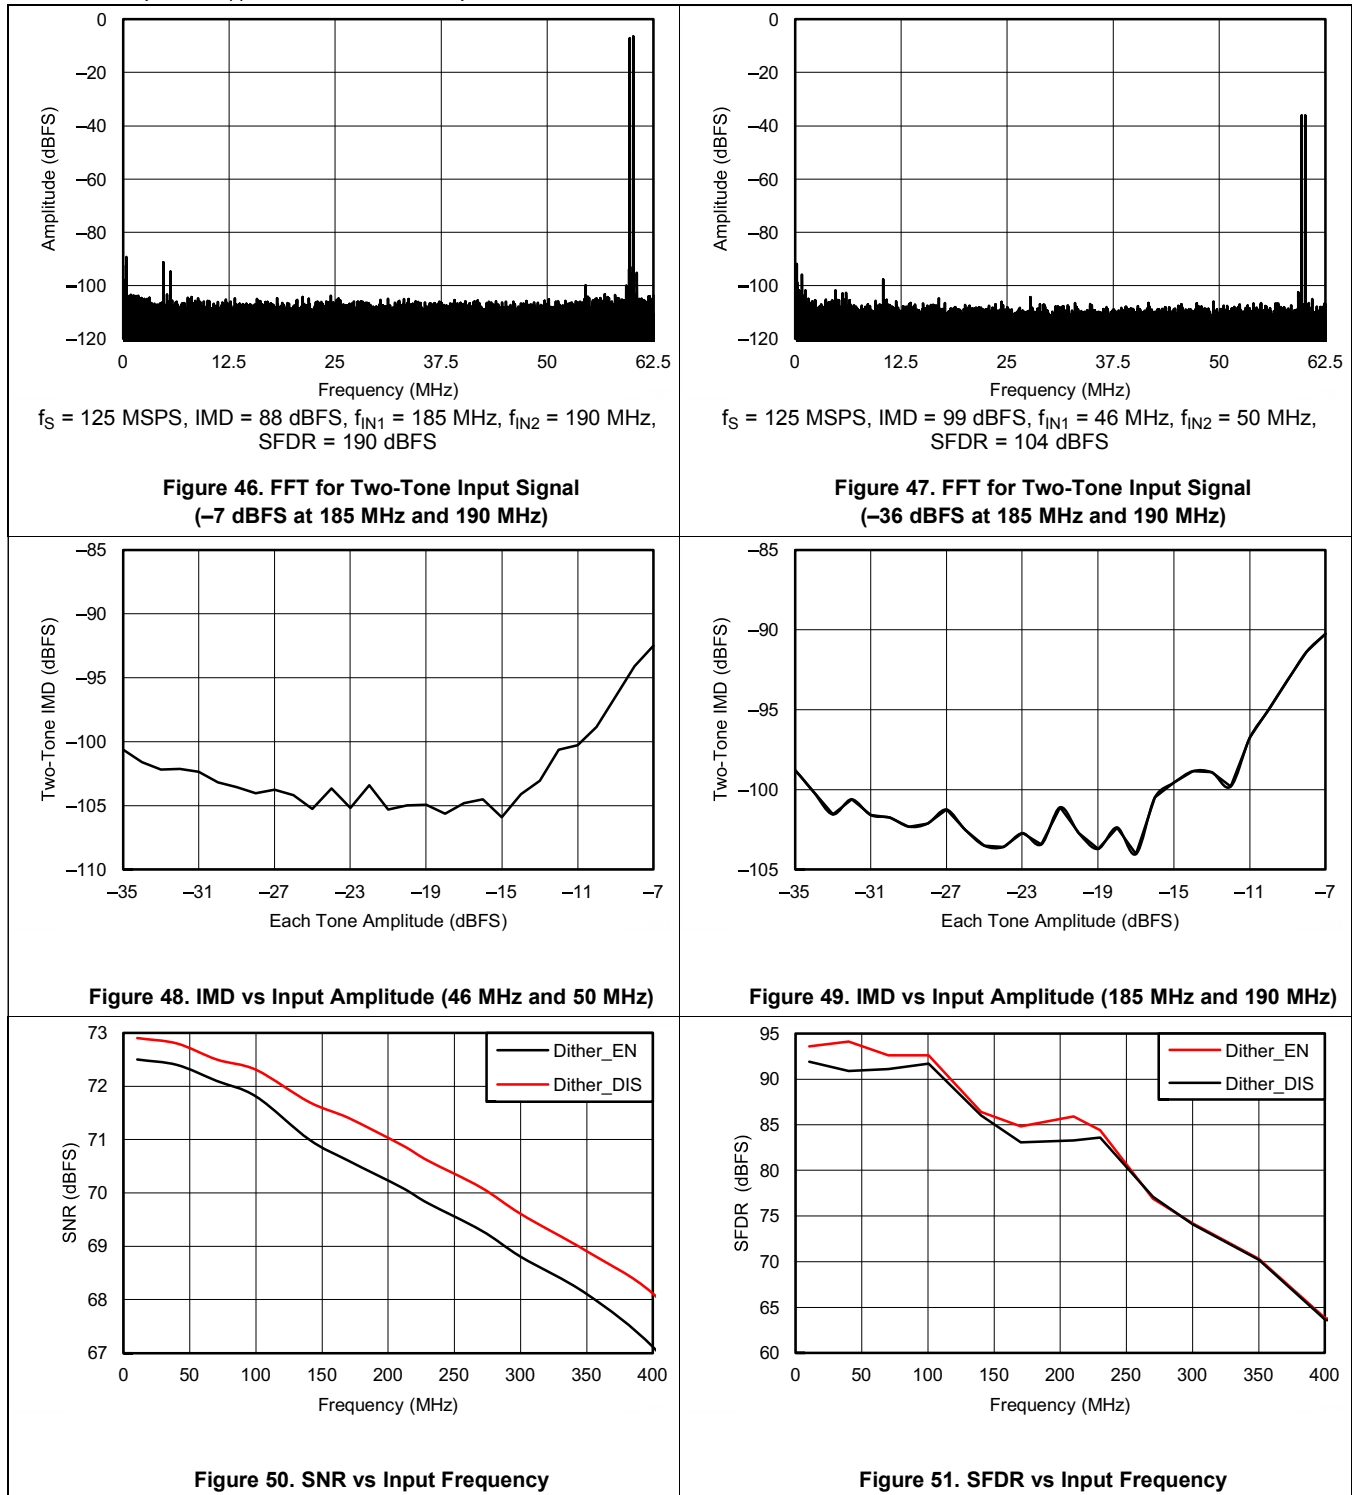 0
–20
–40
–60
–80
–100
–120
Amplitude (dBFS)
0 12.5 25 37.5 50 62.5
Frequency (MHz)
f_S = 125 MSPS, IMD = 88 dBFS, f_IN1 = 185 MHz, f_IN2 = 190 MHz,
SFDR = 190 dBFS
Figure 46. FFT for Two-Tone Input Signal
(–7 dBFS at 185 MHz and 190 MHz)
0
–20
–40
–60
–80
–100
–120
Amplitude (dBFS)
0 12.5 25 37.5 50 62.5
Frequency (MHz)
f_S = 125 MSPS, IMD = 99 dBFS, f_IN1 = 46 MHz, f_IN2 = 50 MHz,
SFDR = 104 dBFS
Figure 47. FFT for Two-Tone Input Signal
(–36 dBFS at 185 MHz and 190 MHz)
–85
–90
–95
–100
–105
–110
Two-Tone IMD (dBFS)
–35 –31 –27 –23 –19 –15 –11 –7
Each Tone Amplitude (dBFS)
Figure 48. IMD vs Input Amplitude (46 MHz and 50 MHz)
–85
–90
–95
–100
–105
Two-Tone IMD (dBFS)
–35 –31 –27 –23 –19 –15 –11 –7
Each Tone Amplitude (dBFS)
Figure 49. IMD vs Input Amplitude (185 MHz and 190 MHz)
73
72
71
70
69
68
67
SNR (dBFS)
Dither_EN
Dither_DIS
0 50 100 150 200 250 300 350 400
Frequency (MHz)
Figure 50. SNR vs Input Frequency
95
90
85
80
75
70
65
60
SFDR (dBFS)
Dither_EN
Dither_DIS
0 50 100 150 200 250 300 350 400
Frequency (MHz)
Figure 51. SFDR vs Input Frequency